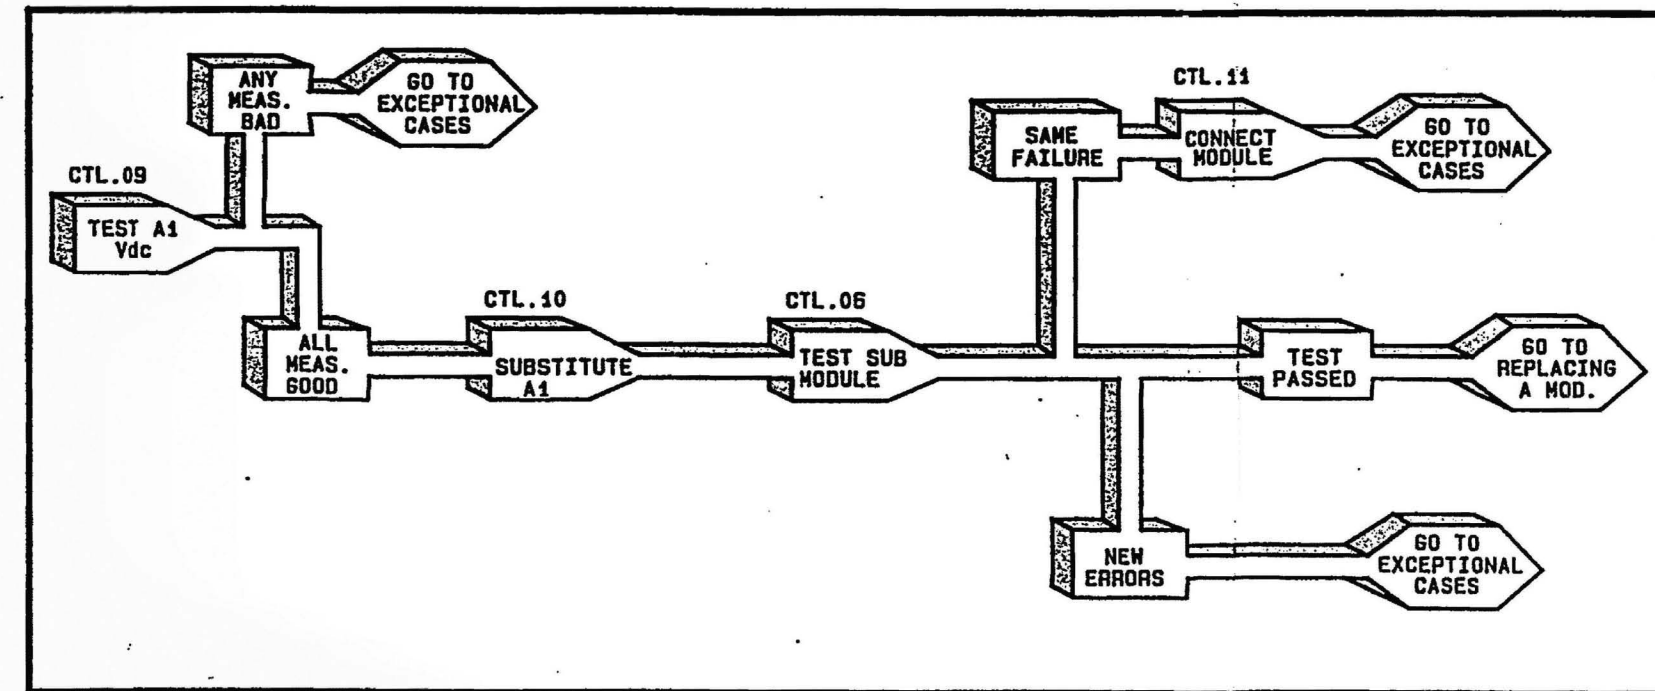 ANY
MEAS.
BAD
GO TO
EXCEPTIONAL
CASES
CTL.09
TEST A1
Vdc
ALL
MEAS.
GOOD
CTL.10
SUBSTITUTE
A1
CTL.06
TEST SUB
MODULE
SAME
FAILURE
CTL.11
CONNECT
MODULE
GO TO
EXCEPTIONAL
CASES
TEST
PASSED
GO TO
REPLACING
A MOD.
NEW
ERRORS
GO TO
EXCEPTIONAL
CASES